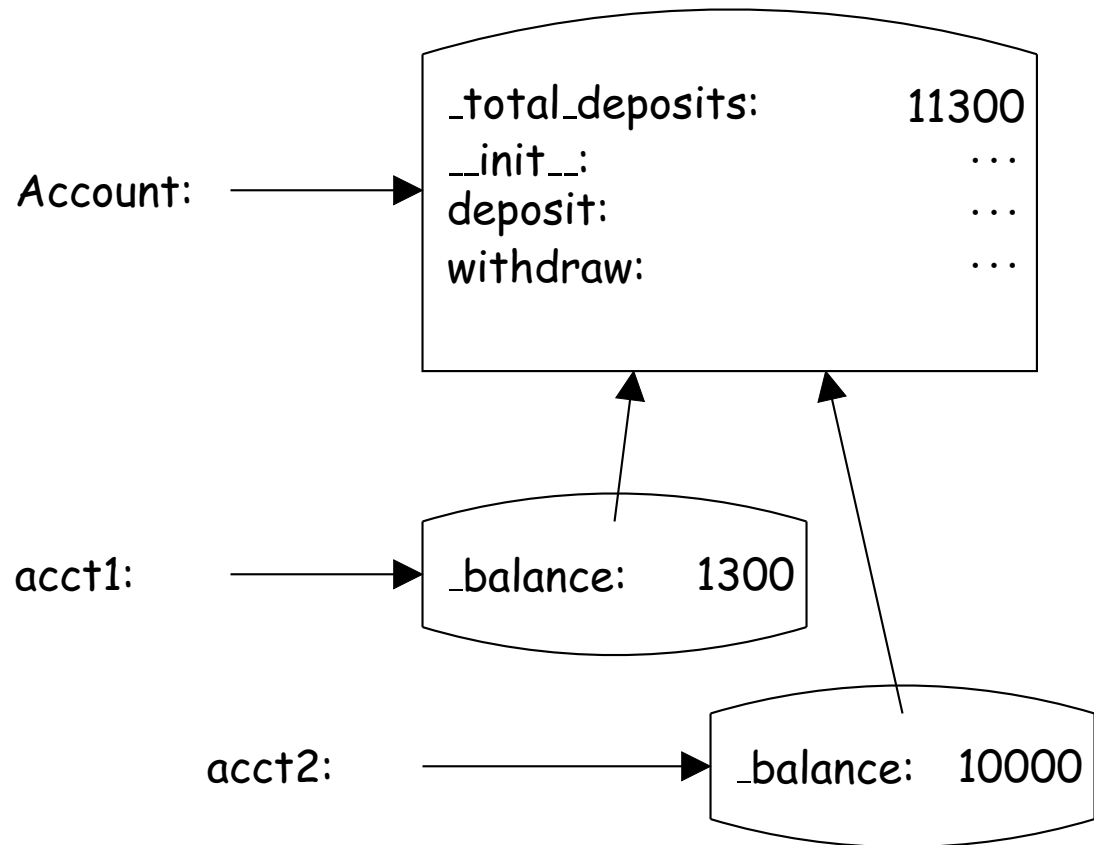 _total_deposits: 11300
__init__: ···
Account:
deposit: ···
withdraw: ···
acct1: _balance: 1300
acct2: _balance: 10000